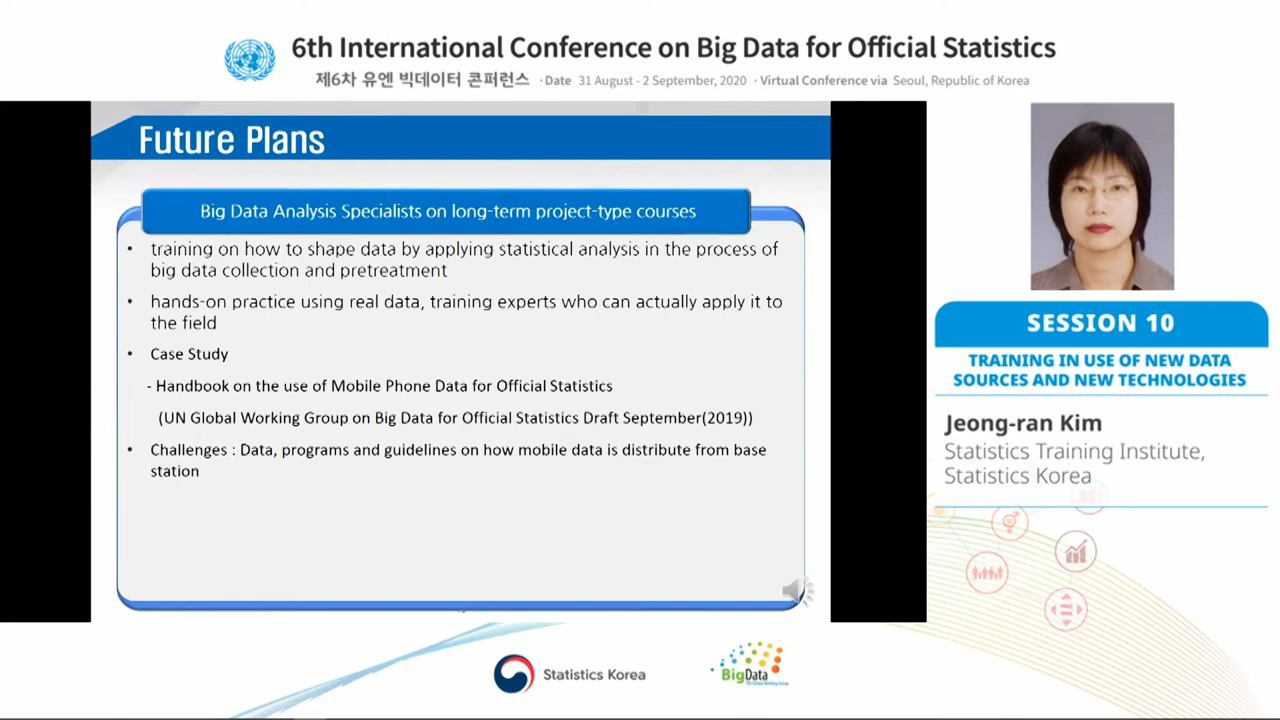 6th International Conference on Big Data for Official Statistics
제6차 유엔 빅데이터 콘퍼런스 · Date 31 August - 2 September, 2020 · Virtual Conference via Seoul, Republic of Korea
Future Plans
Big Data Analysis Specialists on long-term project-type courses
• training on how to shape data by applying statistical analysis in the process of
big data collection and pretreatment
• hands-on practice using real data, training experts who can actually apply it to
the field
• Case Study
- Handbook on the use of Mobile Phone Data for Official Statistics
(UN Global Working Group on Big Data for Official Statistics Draft September(2019))
• Challenges : Data, programs and guidelines on how mobile data is distribute from base
station
SESSION 10
TRAINING IN USE OF NEW DATA
SOURCES AND NEW TECHNOLOGIES
Jeong-ran Kim
Statistics Training Institute,
Statistics Korea
Statistics Korea
BigData
UN Global Working Group